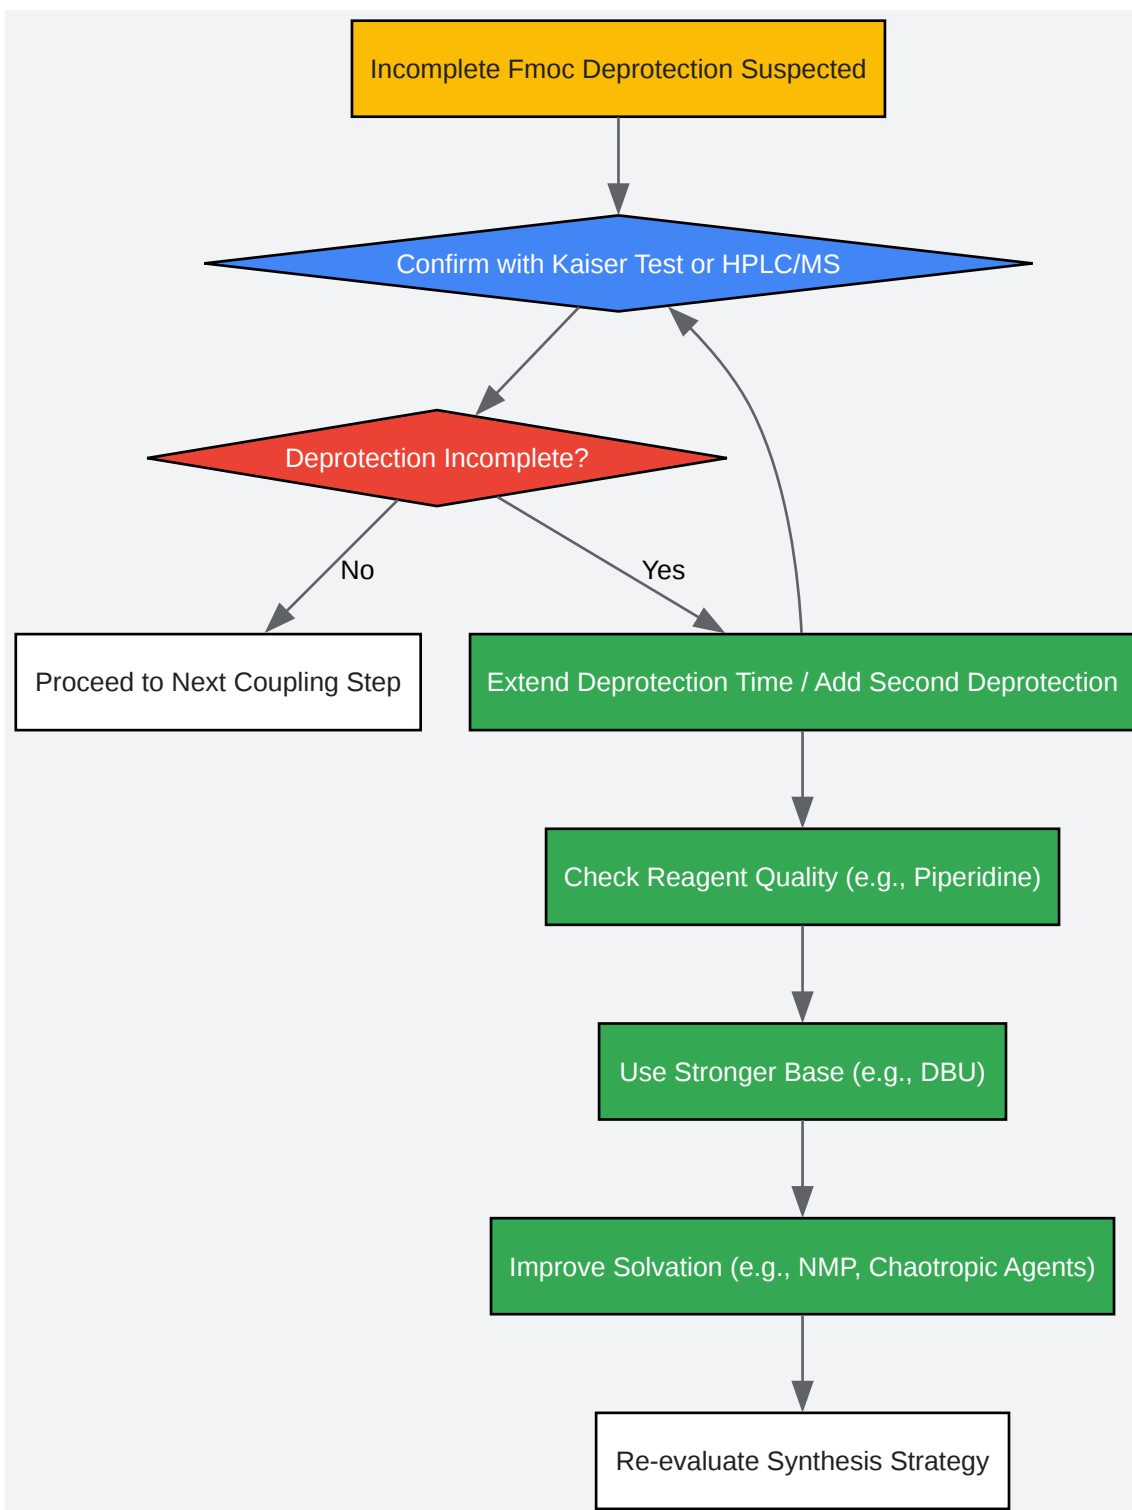 Incomplete Fmoc Deprotection Suspected
Confirm with Kaiser Test or HPLC/MS
Deprotection Incomplete?
No
Yes
Proceed to Next Coupling Step
Extend Deprotection Time / Add Second Deprotection
Check Reagent Quality (e.g., Piperidine)
Use Stronger Base (e.g., DBU)
Improve Solvation (e.g., NMP, Chaotropic Agents)
Re-evaluate Synthesis Strategy